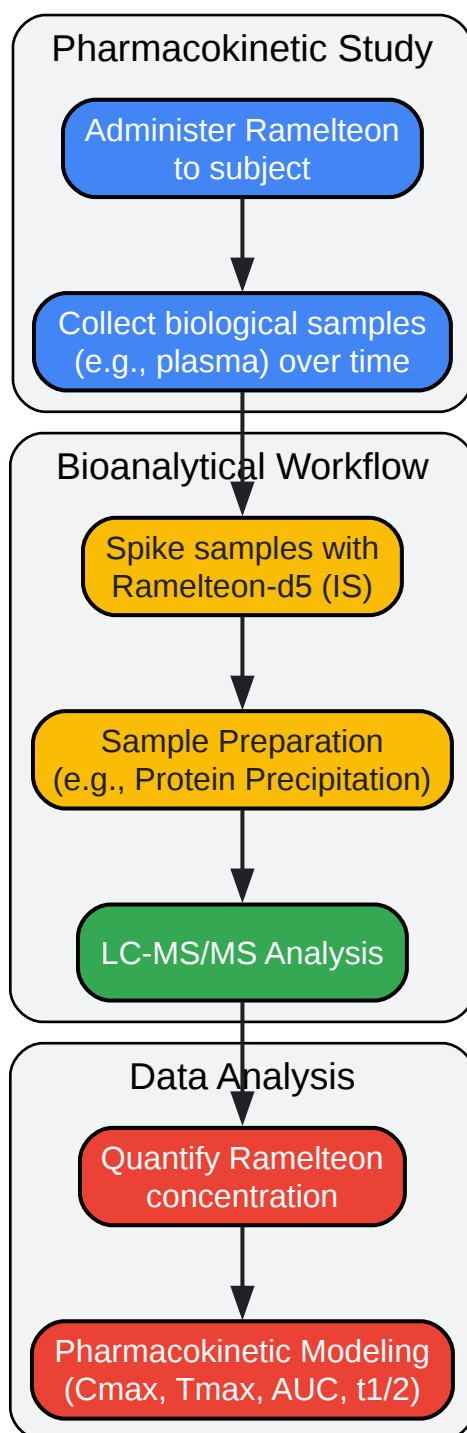 Pharmacokinetic Study
Administer Ramelteon
to subject
Collect biological samples
(e.g., plasma) over time
Bioanalytical Workflow
Spike samples with
Ramelteon-d5 (IS)
Sample Preparation
(e.g., Protein Precipitation)
LC-MS/MS Analysis
Data Analysis
Quantify Ramelteon
concentration
Pharmacokinetic Modeling
(Cmax, Tmax, AUC, t1/2)